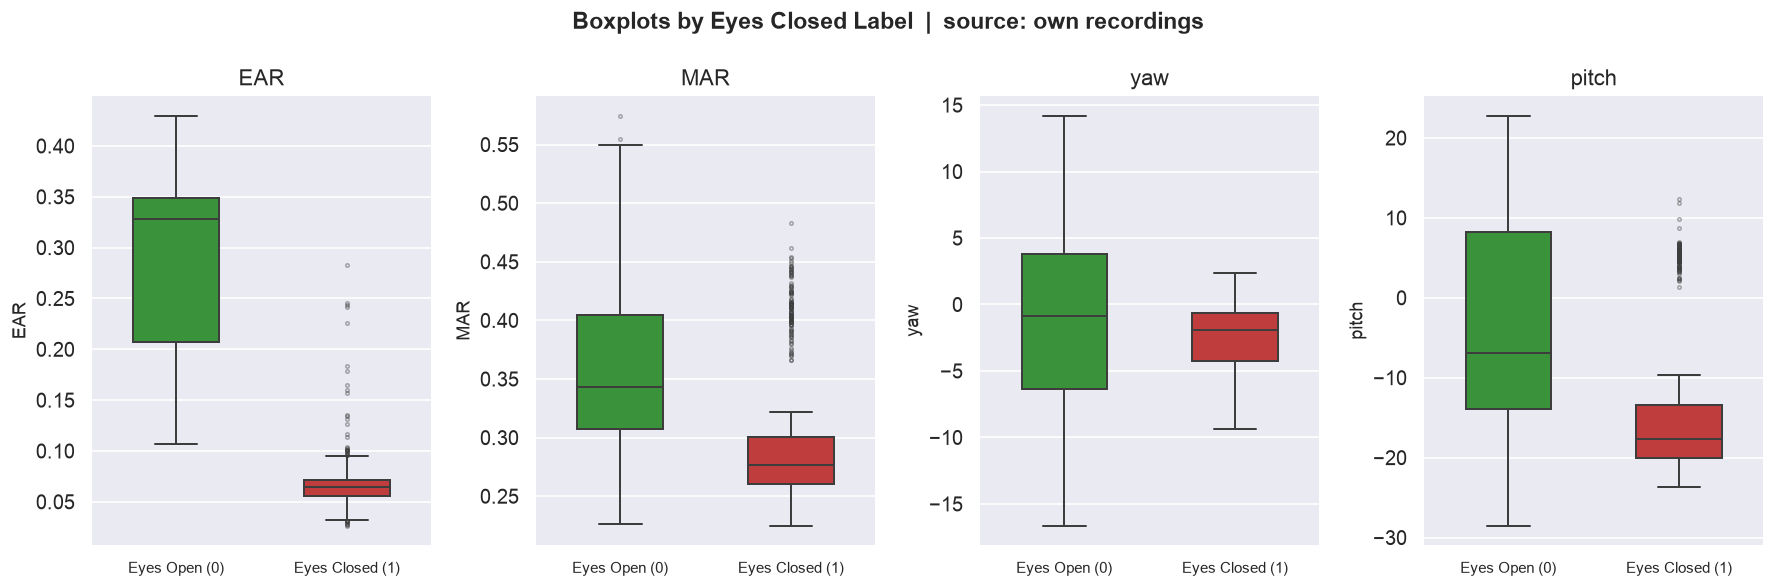 Boxplots by Eyes Closed Label | source: own recordings
EAR
EAR
0.40
0.35
0.30
0.25
0.20
0.15
0.10
0.05
Eyes Open (0) Eyes Closed (1)
MAR
MAR
0.55
0.50
0.45
0.40
0.35
0.30
0.25
Eyes Open (0) Eyes Closed (1)
yaw
yaw
15
10
5
0
−5
−10
−15
Eyes Open (0) Eyes Closed (1)
pitch
pitch
20
10
0
−10
−20
−30
Eyes Open (0) Eyes Closed (1)